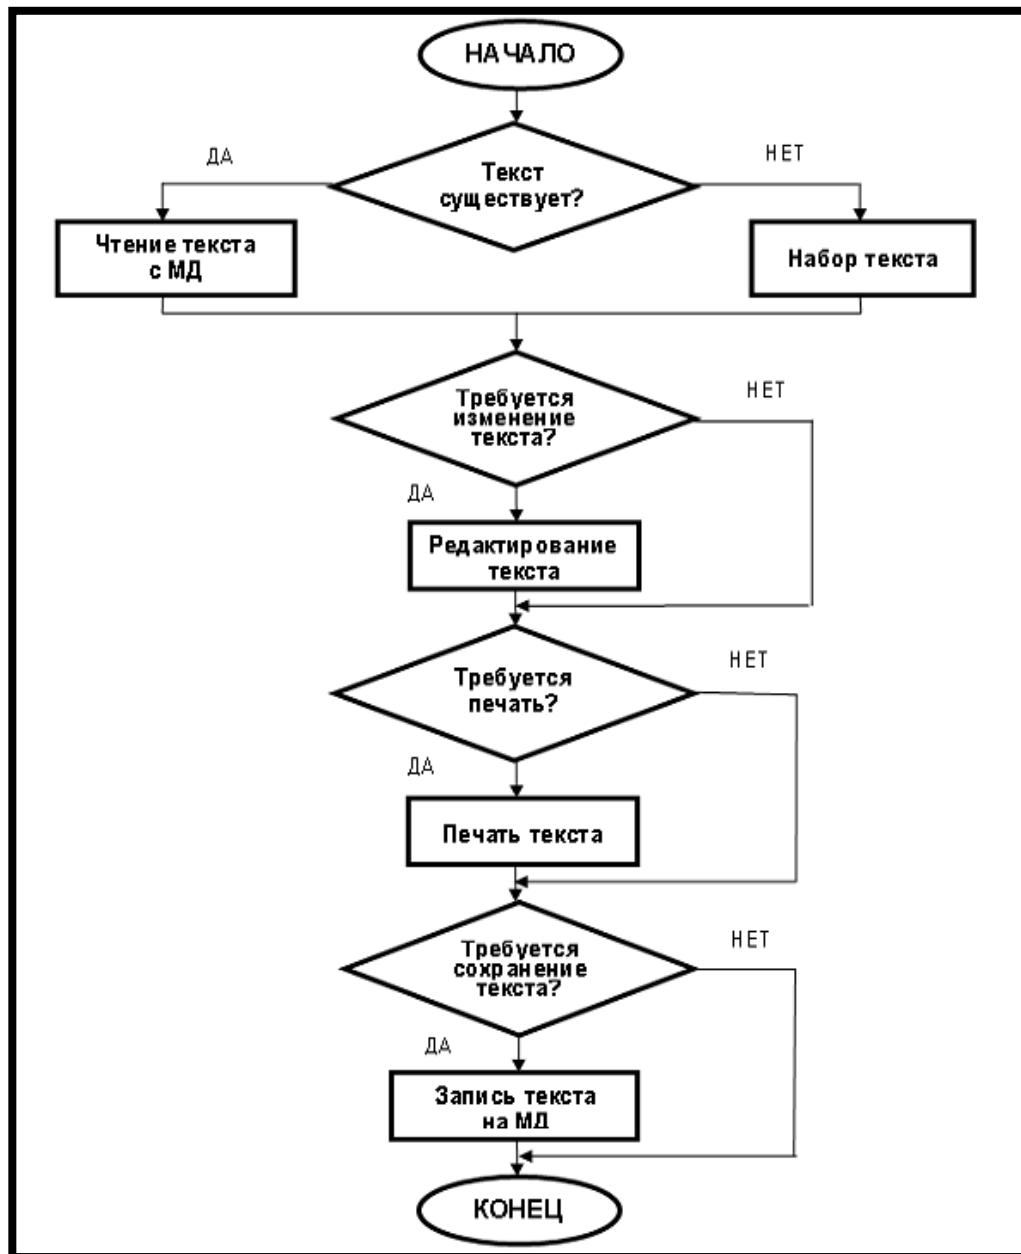 НАЧАЛО
ДА
НЕТ
Текст
существует?
Чтение текста
с МД
Набор текста
Требуется
изменение
текста?
НЕТ
ДА
Редактирование
текста
Требуется
печать?
НЕТ
ДА
Печать текста
Требуется
сохранение
текста?
НЕТ
ДА
Запись текста
на МД
КОНЕЦ